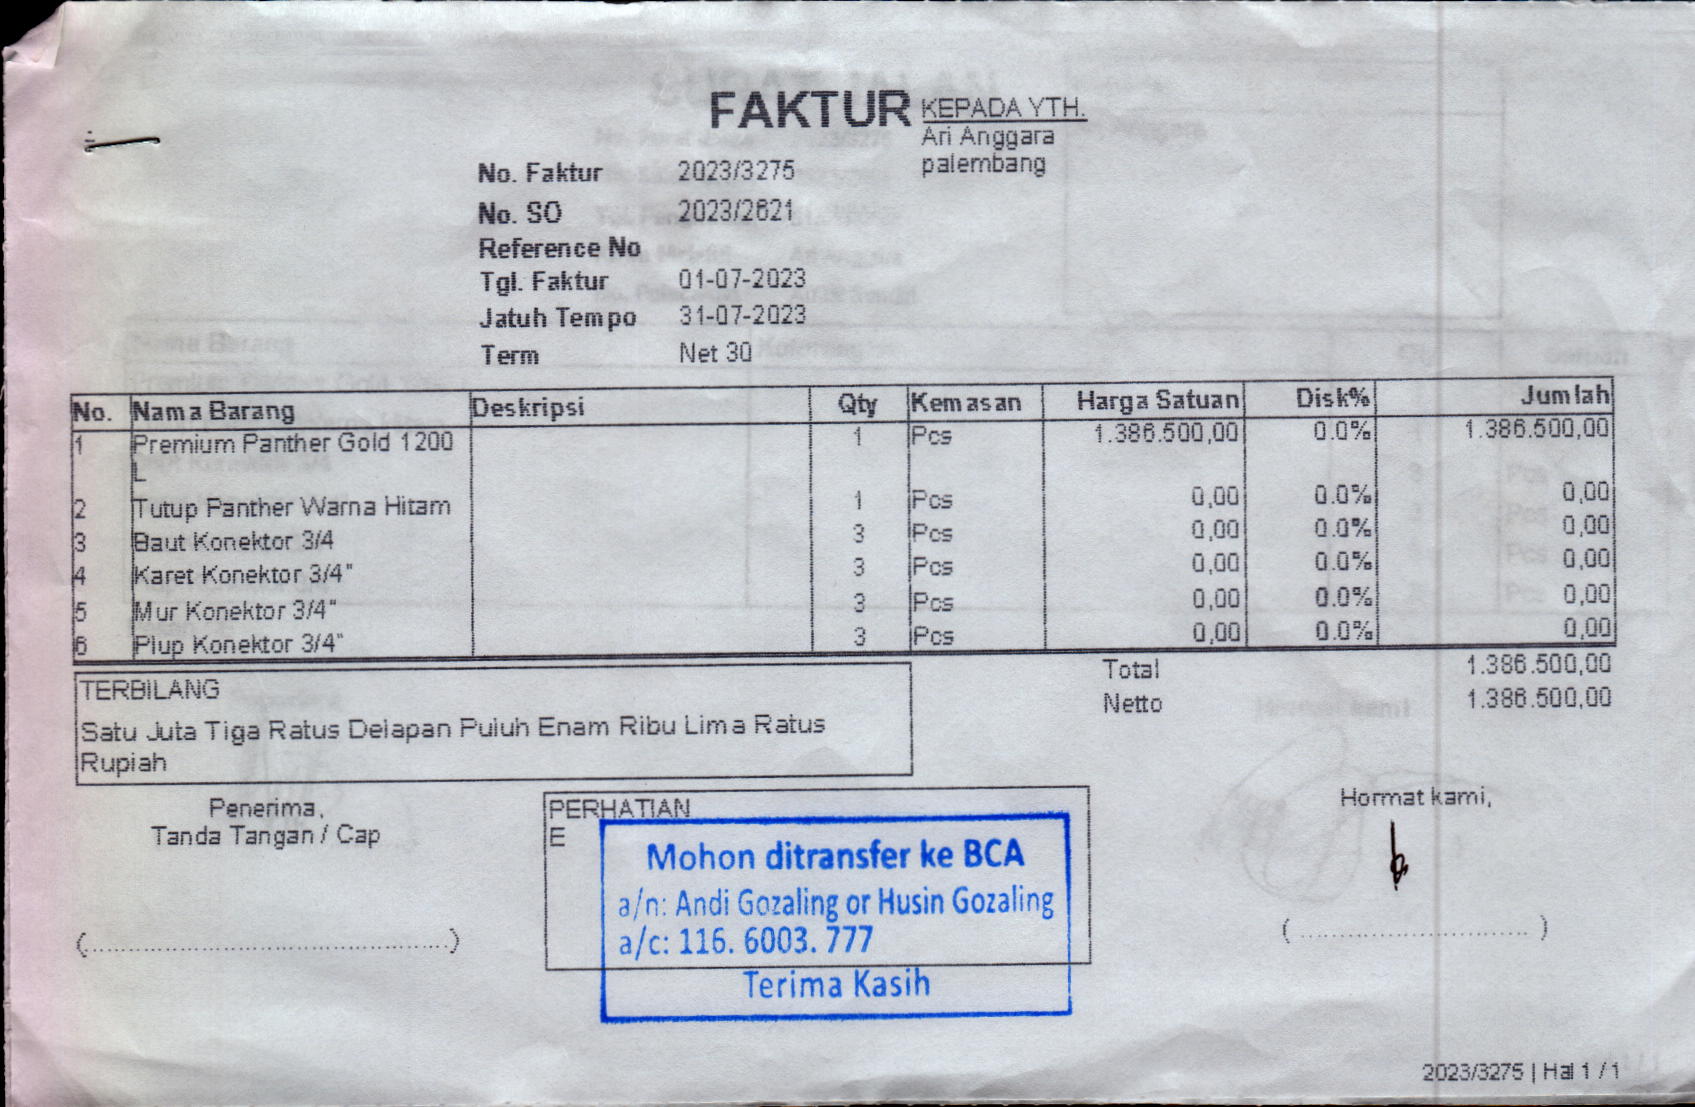 FAKTUR
KEPADA YTH.
Ari Anggara
palembang
No. Faktur 2023/3275
No. SO 2023/2621
Reference No
Tgl. Faktur 01-07-2023
Jatuh Tempo 31-07-2023
Term Net 30
No. Nama Barang Deskripsi Qty Kemasan Harga Satuan Disk% Jumlah
1 Premium Panther Gold 1200 1 Pcs 1.386.500,00 0.0% 1.386.500,00
L
2 Tutup Panther Warna Hitam 1 Pcs 0,00 0.0% 0,00
3 Baut Konektor 3/4 3 Pcs 0,00 0.0% 0,00
4 Karet Konektor 3/4" 3 Pcs 0,00 0.0% 0,00
5 Mur Konektor 3/4" 3 Pcs 0,00 0.0% 0,00
6 Plup Konektor 3/4" 3 Pcs 0,00 0.0% 0,00
Total 1.386.500,00
Netto 1.386.500,00
TERBILANG
Satu Juta Tiga Ratus Delapan Puluh Enam Ribu Lima Ratus
Rupiah
Penerima,
Tanda Tangan / Cap
(................................................)
PERHATIAN
E
Mohon ditransfer ke BCA
a/n: Andi Gozaling or Husin Gozaling
a/c: 116. 6003. 777
Terima Kasih
Hormat kami,
( ............................... )
2023/3275 | Hal 1 / 1